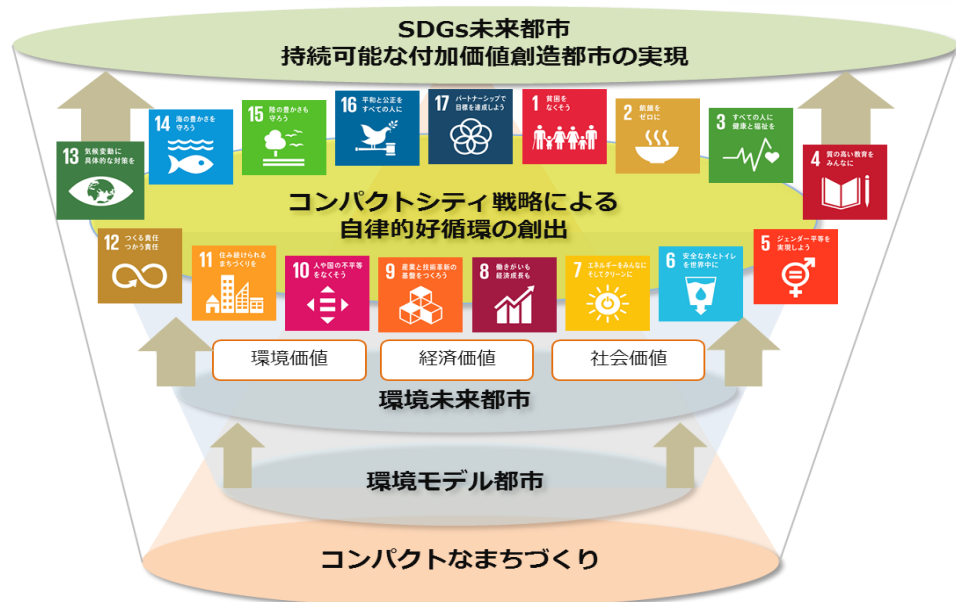 SDGs未来都市
持続可能な付加価値創造都市の実現
13 気候変動に
具体的な対策を
14 海の豊かさを
守ろう
15 陸の豊かさも
守ろう
16 平和と公正を
すべての人に
17 パートナーシップで
目標を達成しよう
1 貧困を
なくそう
2 飢餓を
ゼロに
3 すべての人に
健康と福祉を
4 質の高い教育を
みんなに
コンパクトシティ戦略による
自律的好循環の創出
12 つくる責任
つかう責任
11 住み続けられる
まちづくりを
10 人や国の不平等
をなくそう
9 産業と技術革新の
基盤をつくろう
8 働きがいも
経済成長も
7 エネルギーをみんなに
そしてクリーンに
6 安全な水とトイレ
を世界中に
5 ジェンダー平等を
実現しよう
環境価値
経済価値
社会価値
環境未来都市
環境モデル都市
コンパクトなまちづくり